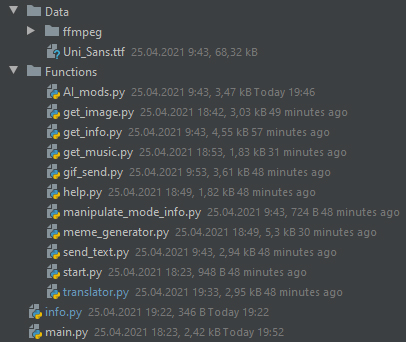 Data
ffmpeg
Uni_Sans.ttf 25.04.2021 9:43, 68,32 kB
Functions
AI_mods.py 25.04.2021 9:43, 3,47 kB Today 19:46
get_image.py 25.04.2021 18:42, 3,03 kB 49 minutes ago
get_info.py 25.04.2021 9:43, 4,55 kB 57 minutes ago
get_music.py 25.04.2021 18:53, 1,83 kB 31 minutes ago
gif_send.py 25.04.2021 9:53, 3,61 kB 48 minutes ago
help.py 25.04.2021 18:49, 1,82 kB 48 minutes ago
manipulate_mode_info.py 25.04.2021 9:43, 724 B 48 minutes ago
meme_generator.py 25.04.2021 18:49, 5,3 kB 30 minutes ago
send_text.py 25.04.2021 9:43, 2,94 kB 48 minutes ago
start.py 25.04.2021 18:23, 948 B 48 minutes ago
translator.py 25.04.2021 19:33, 2,95 kB 48 minutes ago
info.py 25.04.2021 19:22, 346 B Today 19:22
main.py 25.04.2021 18:23, 2,42 kB Today 19:52